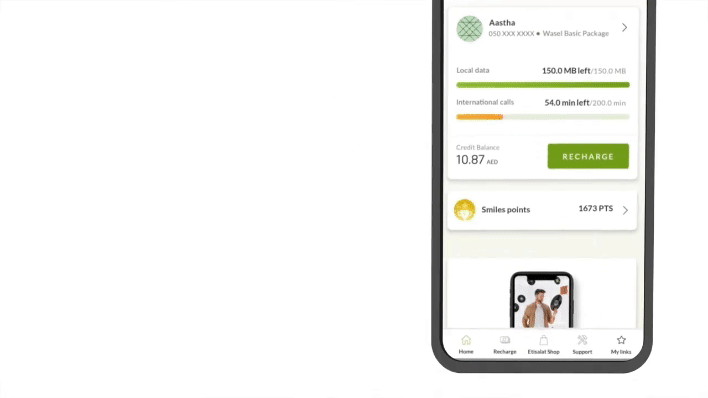 Aastha
050 XXX XXXX • Wasel Basic Package
Local data 150.0 MB left/150.0 MB
International calls 54.0 min left/200.0 min
Credit Balance
10.87 AED
RECHARGE
Smiles points 1673 PTS
Home Recharge Etisalat Shop Support My links